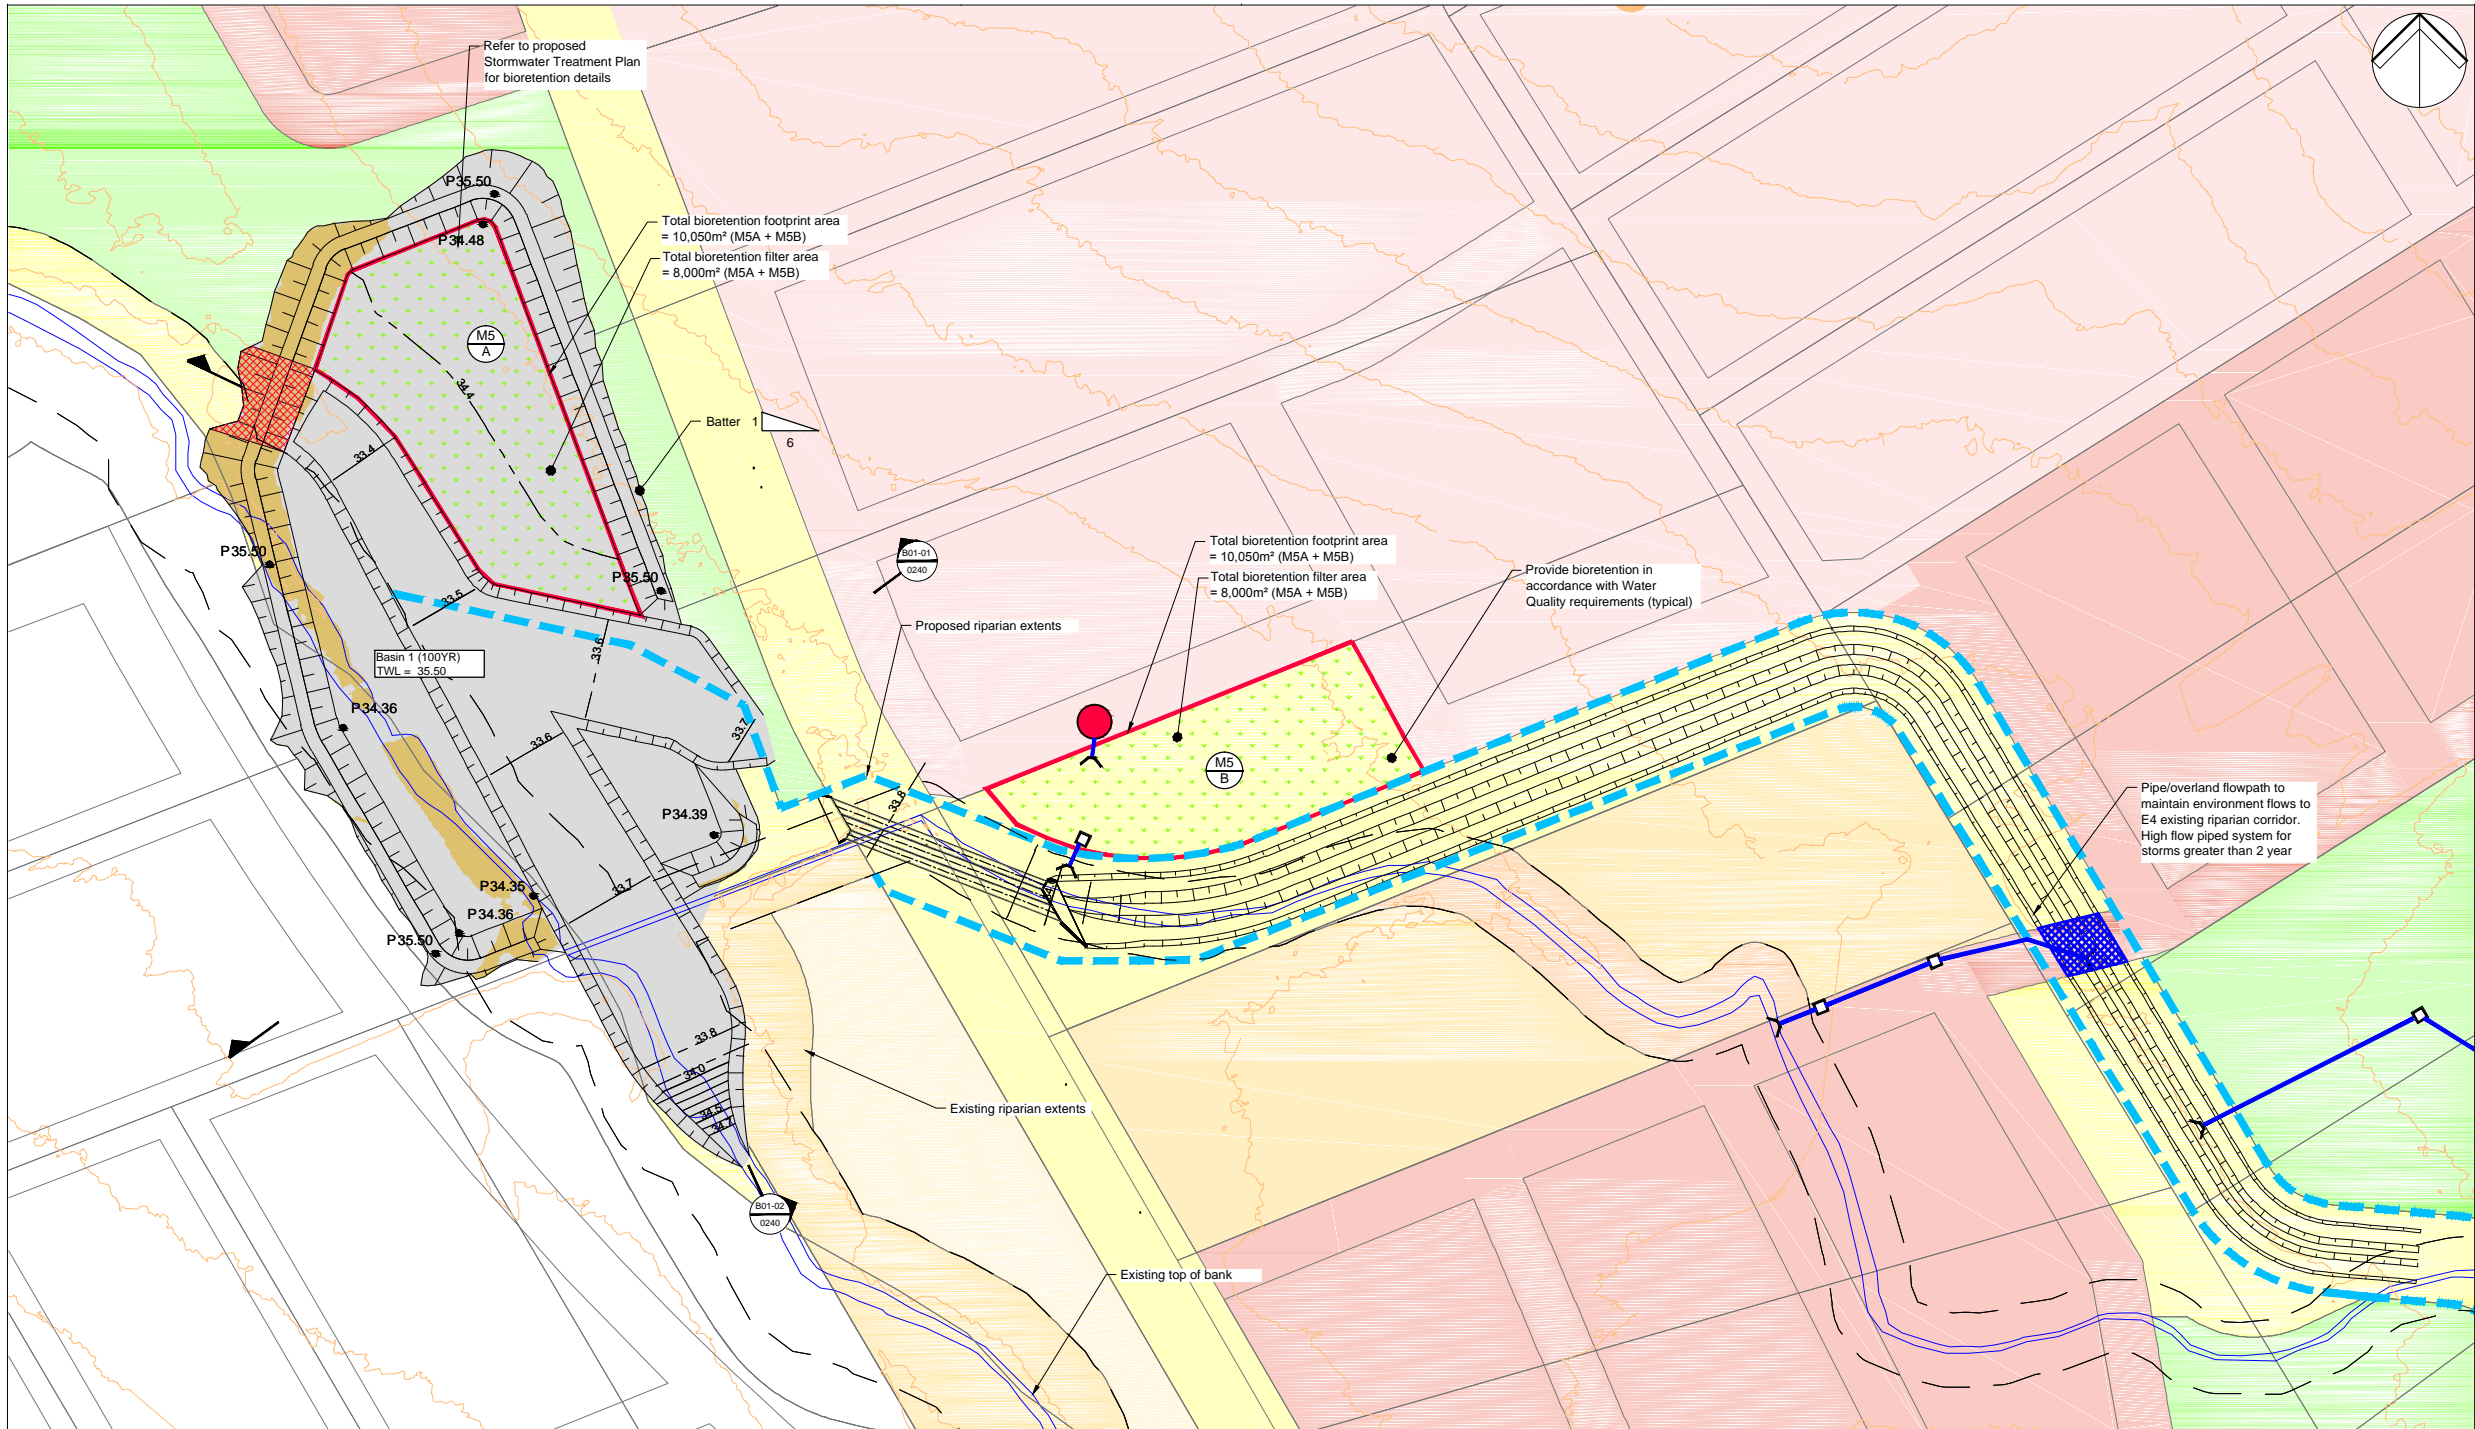 Refer to proposed
Stormwater Treatment Plan
for bioretention details
P35.50
P34.48
Total bioretention footprint area
= 10,050m² (M5A + M5B)
Total bioretention filter area
= 8,000m² (M5A + M5B)
M5
A
34.4
Batter 1
6
33.4
P35.50
B01-01
0240
Total bioretention footprint area
= 10,050m² (M5A + M5B)
Total bioretention filter area
= 8,000m² (M5A + M5B)
Provide bioretention in
accordance with Water
Quality requirements (typical)
P35.50
33.5
Proposed riparian extents
33.6
Basin 1 (100YR)
TWL = 35.50
P34.36
33.6
33.7
M5
B
33.8
Pipe/overland flowpath to
maintain environment flows to
E4 existing riparian corridor.
High flow piped system for
storms greater than 2 year
P34.39
P34.35
33.7
P34.36
P35.50
33.8
34.0
34.5
34.7
Existing riparian extents
B01-02
0240
Existing top of bank